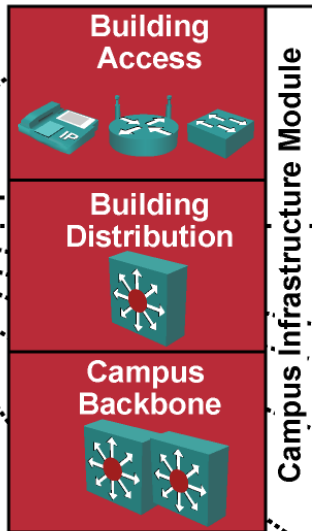 Building
Access
IP
Building
Distribution
Campus
Backbone
Campus Infrastructure Module